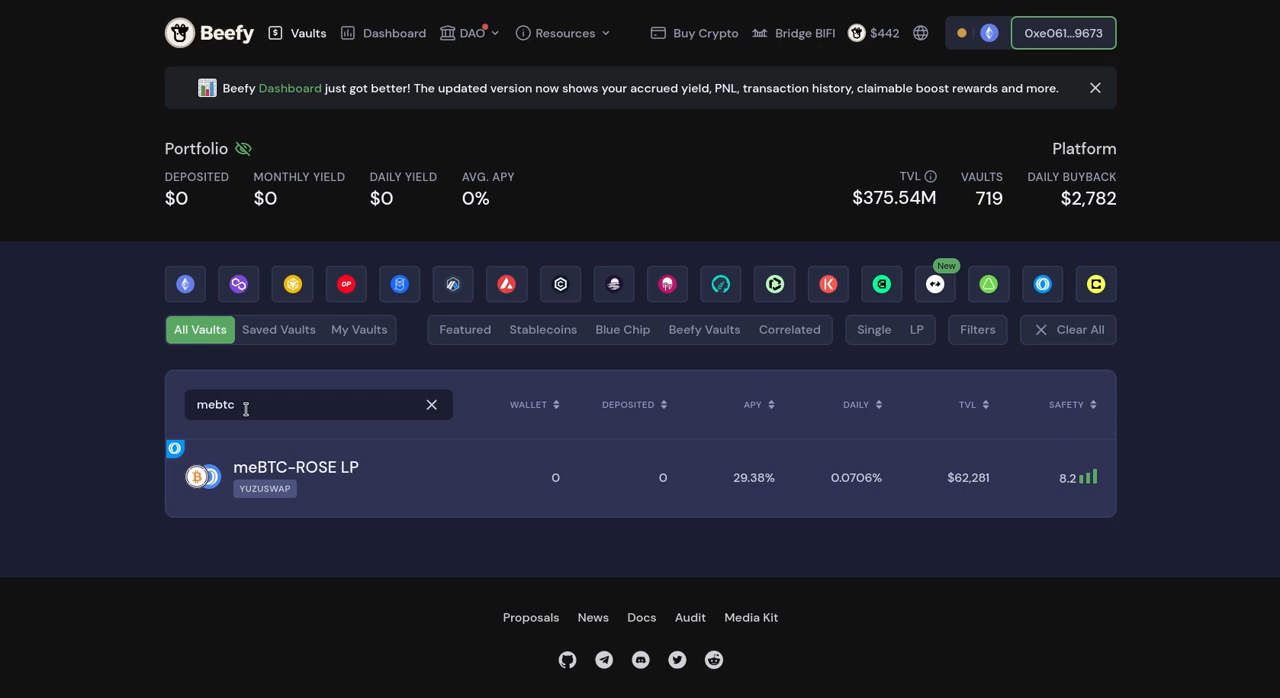 Beefy Vaults Dashboard DAO Resources Buy Crypto Bridge BIFI $442 0xe061...9673
Beefy Dashboard just got better! The updated version now shows your accrued yield, PNL, transaction history, claimable boost rewards and more.
Portfolio Platform
DEPOSITED MONTHLY YIELD DAILY YIELD AVG. APY TVL VAULTS DAILY BUYBACK
$0 $0 $0 0% $375.54M 719 $2,782
New
OP K
All Vaults Saved Vaults My Vaults Featured Stablecoins Blue Chip Beefy Vaults Correlated Single LP Filters Clear All
mebtc WALLET DEPOSITED APY DAILY TVL SAFETY
meBTC-ROSE LP 0 0 29.38% 0.0706% $62,281 8.2
YUZUSWAP
Proposals News Docs Audit Media Kit